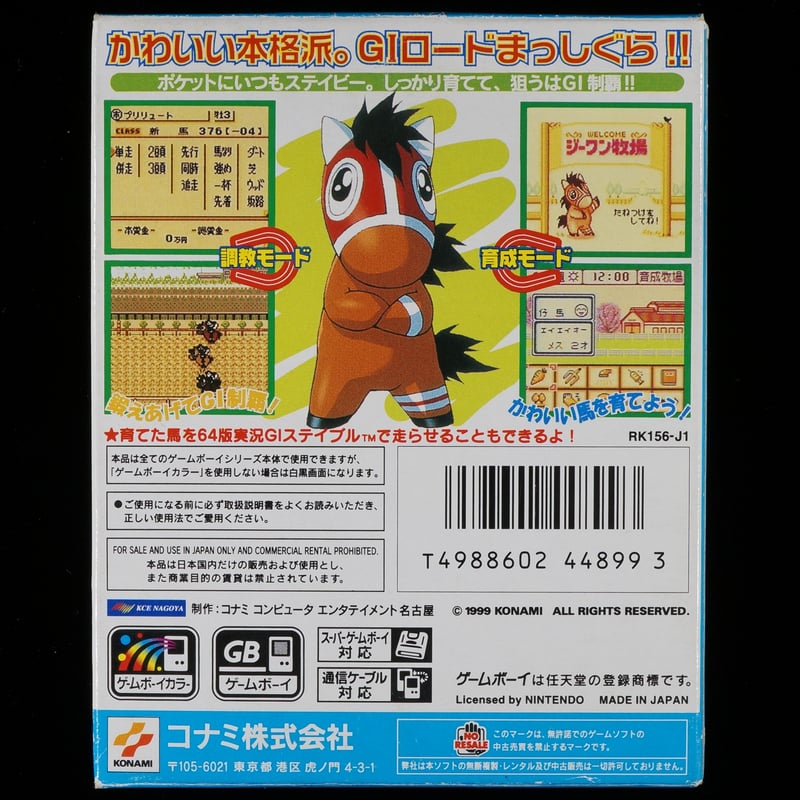 かわいい本格派。GIロードまっしぐら!!
ポケットにいつもステイビー。しっかり育てて、狙うはGI制覇!!
プリリュート 牡3
CLASS 新 馬 376[-04]
単走 2頭 先行 馬なり ダート
併走 3頭 同時 強め 芝
追走 一杯 ウッド
先着 坂路
本賞金
0万円
WELCOME
ジーワン牧場
たねつけを
してね!
調教モード
育成モード
12:00 育成牧場
仔 馬
エイエイオー
メス 2才
鍛えあげてGI制覇!
かわいい馬を育てよう!
★育てた馬を64版実況GIステイブル™で走らせることもできるよ!
RK156-J1
本品は全てのゲームボーイシリーズ本体で使用できますが、
「ゲームボーイカラー」を使用しない場合は白黒画面になります。
●ご使用になる前に必ず取扱説明書をよくお読みいただき、
正しい使用法でご愛用ください。
FOR SALE AND USE IN JAPAN ONLY AND COMMERCIAL RENTAL PROHIBITED.
本品は日本国内だけの販売および使用とし、
また商業目的の賃貸は禁止されています。
T4988602 44899 3
KCE NAGOYA 制作:コナミ コンピュータ エンタテイメント名古屋
©1999 KONAMI ALL RIGHTS RESERVED.
ゲームボーイカラー
GB
ゲームボーイ
スーパーゲームボーイ
対応
通信ケーブル
対応
ゲームボーイは任天堂の登録商標です。
Licensed by NINTENDO MADE IN JAPAN
KONAMI
コナミ株式会社
〒105-6021 東京都 港区 虎ノ門 4-3-1
NO RESALE
このマークは、無許諾でのゲームソフトの
中古売買を禁止するマークです。
弊社は本ソフトの無断複製・レンタル及び中古販売は一切許可しておりません。